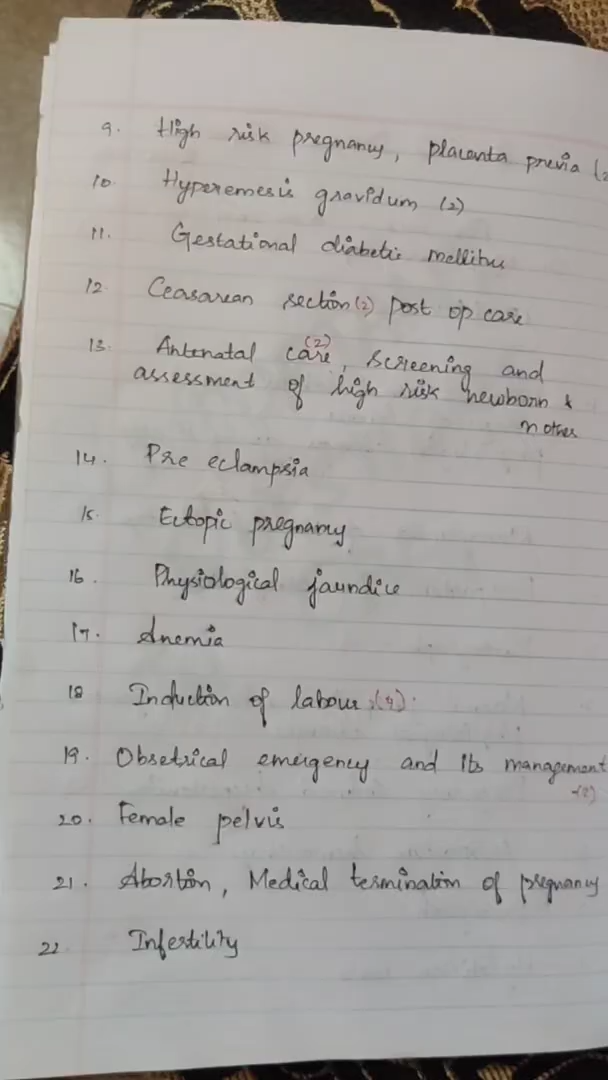 9. High risk pregnancy, placenta previa (2
10. Hyperemesis gravidum (2)
11. Gestational diabetic mellitus
12. Ceasarean section (2) post op care
13. Antenatal care (2), screening and
assessment of high risk newborn &
mother
14. Pre eclampsia
15. Ectopic pregnancy
16. Physiological jaundice
17. Anemia
18 Induction of labour (4)
19. Obsetrical emergency and its management
(2)
20. Female pelvis
21. Abortion, Medical termination of pregnancy
22. Infertility